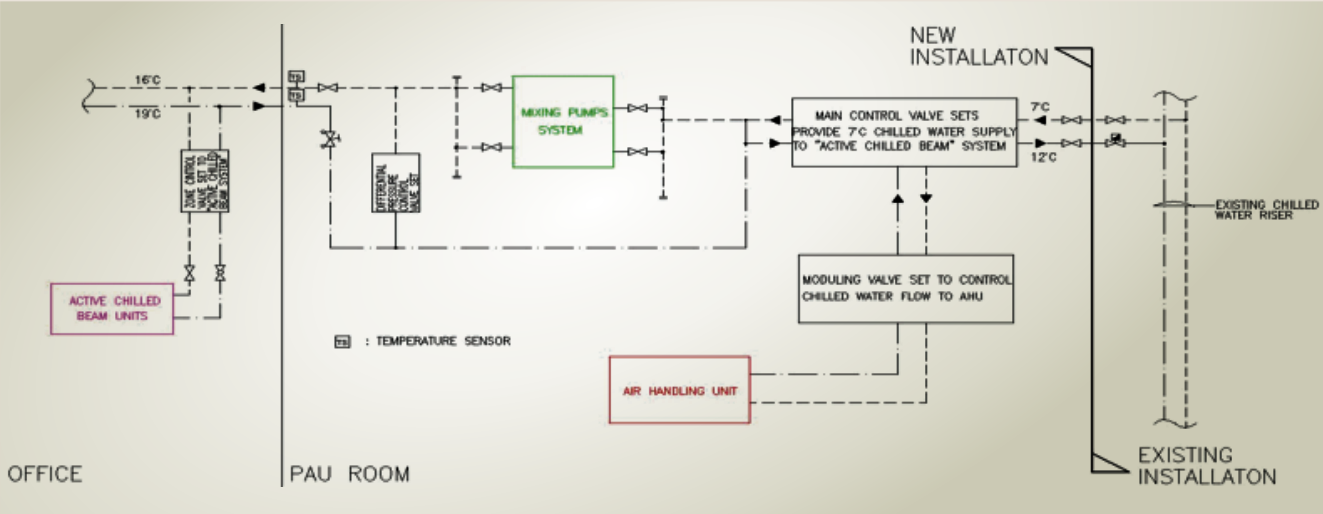 NEW
INSTALLATON
16°C
19°C
TS
TS
MIXING PUMPS
SYSTEM
MAIN CONTROL VALVE SETS
PROVIDE 7°C CHILLED WATER SUPPLY
TO "ACTIVE CHILLED BEAM" SYSTEM
7°C
12°C
ZONE CONTROL
VALVE SET TO
"ACTIVE CHILLED
BEAM SYSTEM"
DIFFERENTIAL
PRESSURE
CONTROL
VALVE SET
EXISTING CHILLED
WATER RISER
MODULING VALVE SET TO CONTROL
CHILLED WATER FLOW TO AHU
ACTIVE CHILLED
BEAM UNITS
TS : TEMPERATURE SENSOR
AIR HANDLING UNIT
OFFICE
PAU ROOM
EXISTING
INSTALLATON